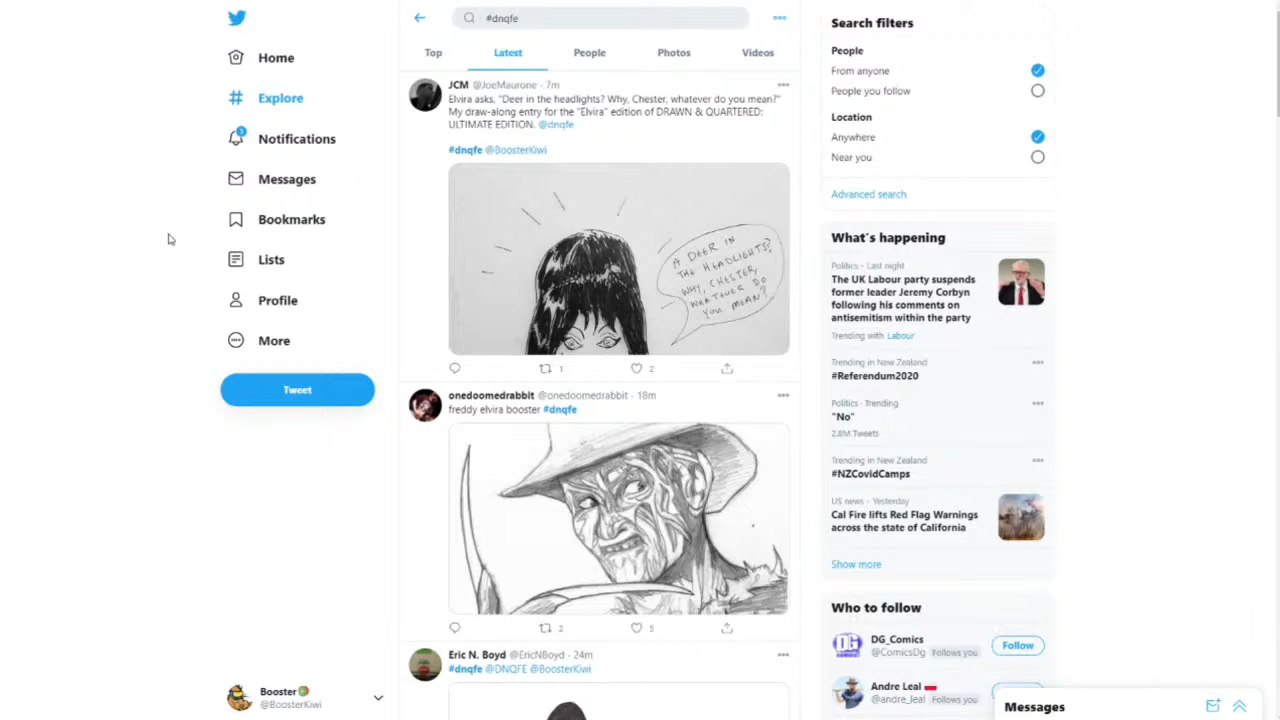 Home
Explore
1
Notifications
Messages
Bookmarks
Lists
Profile
More
Tweet
Booster
@BoosterKiwi
#dnqfe
Top
Latest
People
Photos
Videos
JCM @JoeMaurone · 7m
Elvira asks, "Deer in the headlights? Why, Chester, whatever do you mean?"
My draw-along entry for the "Elvira" edition of DRAWN & QUARTERED:
ULTIMATE EDITION. @dnqfe
#dnqfe @BoosterKiwi
A DEER IN
THE HEADLIGHTS?
WHY, CHESTER,
WHATEVER DO
YOU MEAN?
1
2
onedoomedrabbit @onedoomedrabbit · 18m
freddy elvira booster #dnqfe
2
5
Eric N. Boyd @EricNBoyd · 24m
#dnqfe @DNQFE @BoosterKiwi
Search filters
People
From anyone
People you follow
Location
Anywhere
Near you
Advanced search
What's happening
Politics · Last night
The UK Labour party suspends
former leader Jeremy Corbyn
following his comments on
antisemitism within the party
Trending with Labour
Trending in New Zealand
#Referendum2020
Politics · Trending
"No"
2.8M Tweets
Trending in New Zealand
#NZCovidCamps
US news · Yesterday
Cal Fire lifts Red Flag Warnings
across the state of California
Show more
Who to follow
DG_Comics
@ComicsDg Follows you
Follow
Andre Leal
@andre_leal Follows you
Messages